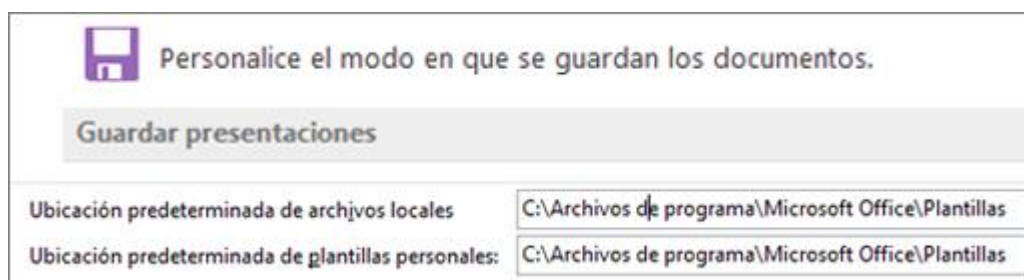 Personalice el modo en que se guardan los documentos.
Guardar presentaciones
Ubicación predeterminada de archivos locales C:\Archivos de programa\Microsoft Office\Plantillas
Ubicación predeterminada de plantillas personales: C:\Archivos de programa\Microsoft Office\Plantillas